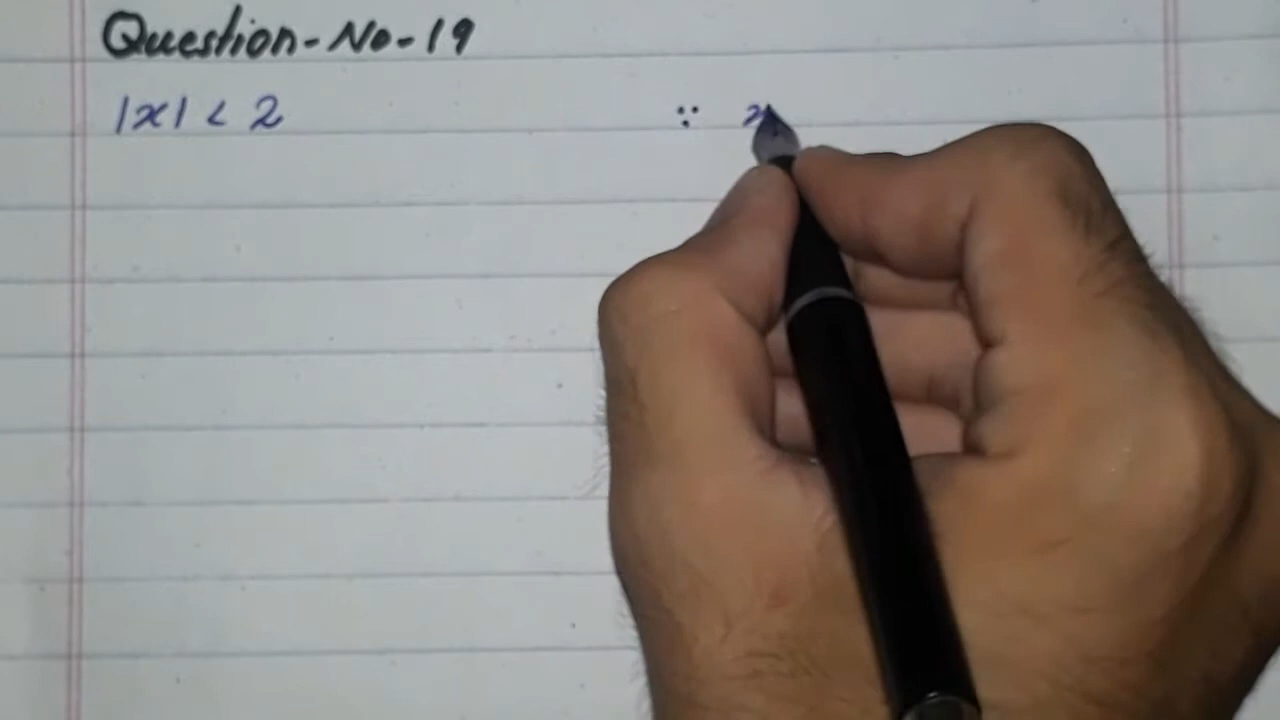 Question-No-19
|x| < 2 ∵ x